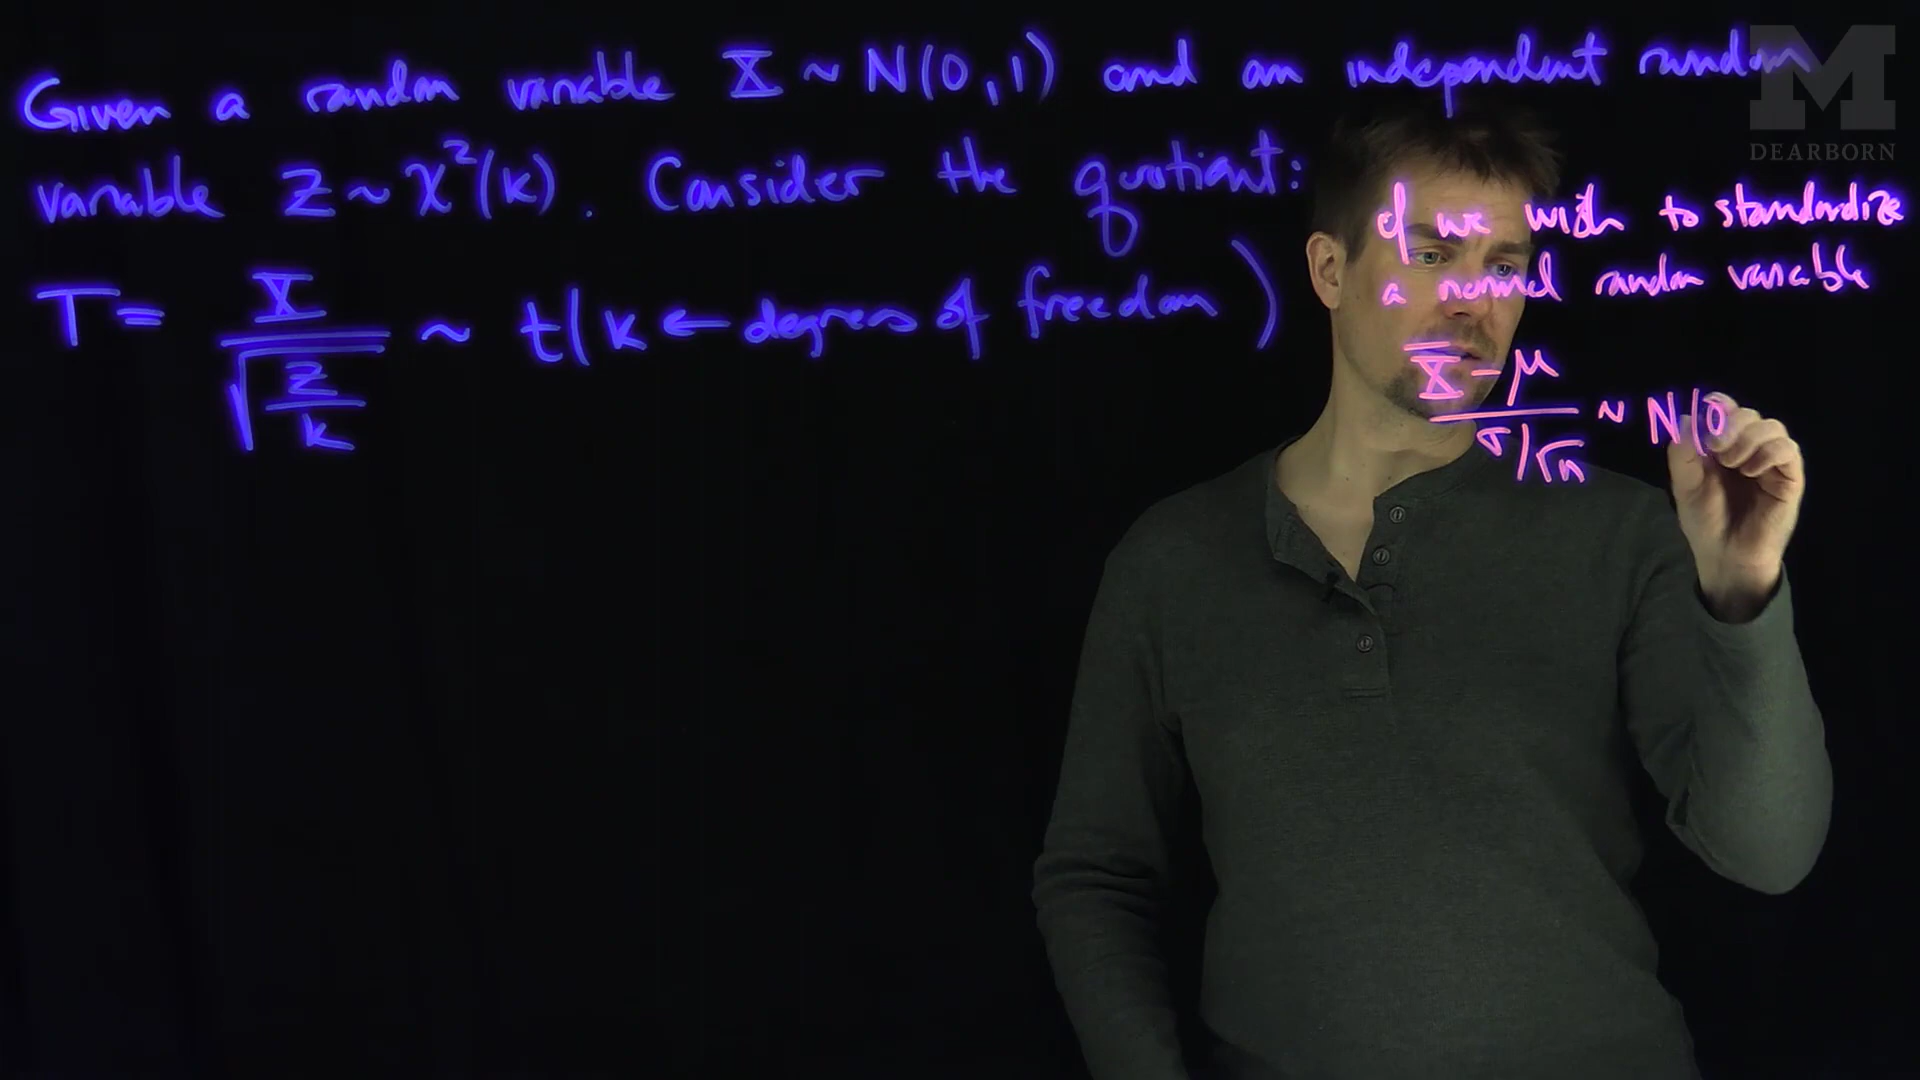 Given a random variable X ~ N(0,1) and an independent random
variable Z ~ χ²(k). Consider the quotient:
T = X / √(Z/k) ~ t(k ← degrees of freedom)
if we wish to standardize
a normal random variable
X̄ - μ / σ/√n ~ N(0
M
DEARBORN